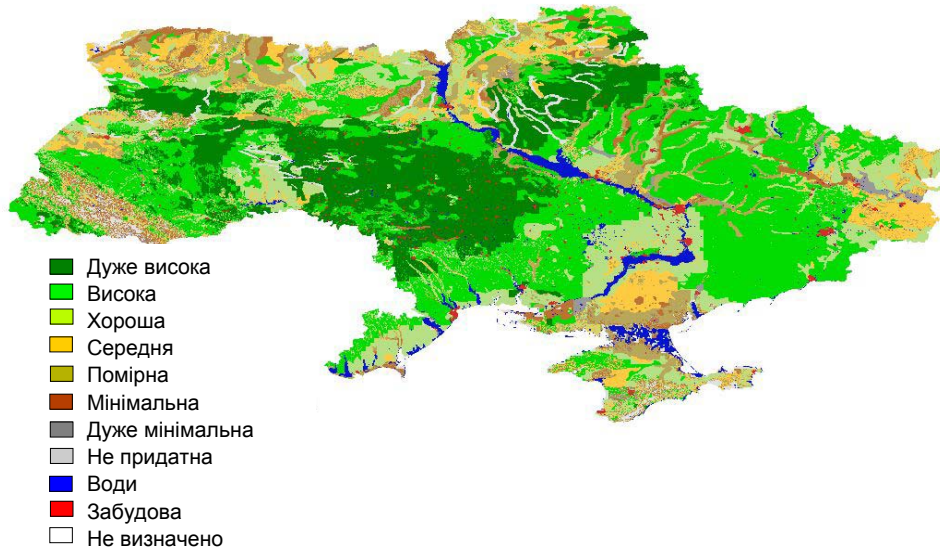 Дуже висока
Висока
Хороша
Середня
Помірна
Мінімальна
Дуже мінімальна
Не придатна
Води
Забудова
Не визначено